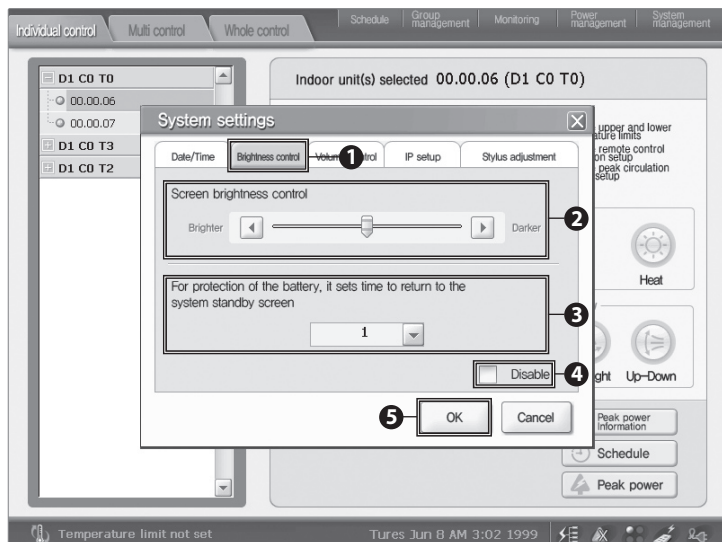 Individual control
Multi control
Whole control
Schedule
Group management
Monitoring
Power management
System management
D1 C0 T0
00.00.06
00.00.07
D1 C0 T3
D1 C0 T2
Indoor unit(s) selected 00.00.06 (D1 C0 T0)
upper and lower
ature limits
remote control
on setup
peak circulation
setup
System settings
Date/Time
Brightness control
1
IP setup
Stylus adjustment
Screen brightness control
Brighter
Darker
2
For protection of the battery, it sets time to return to the
system standby screen
1
3
Disable
4
5
OK
Cancel
Heat
ght
Up-Down
Peak power
Information
Schedule
Peak power
Temperature limit not set
Tures Jun 8 AM 3:02 1999